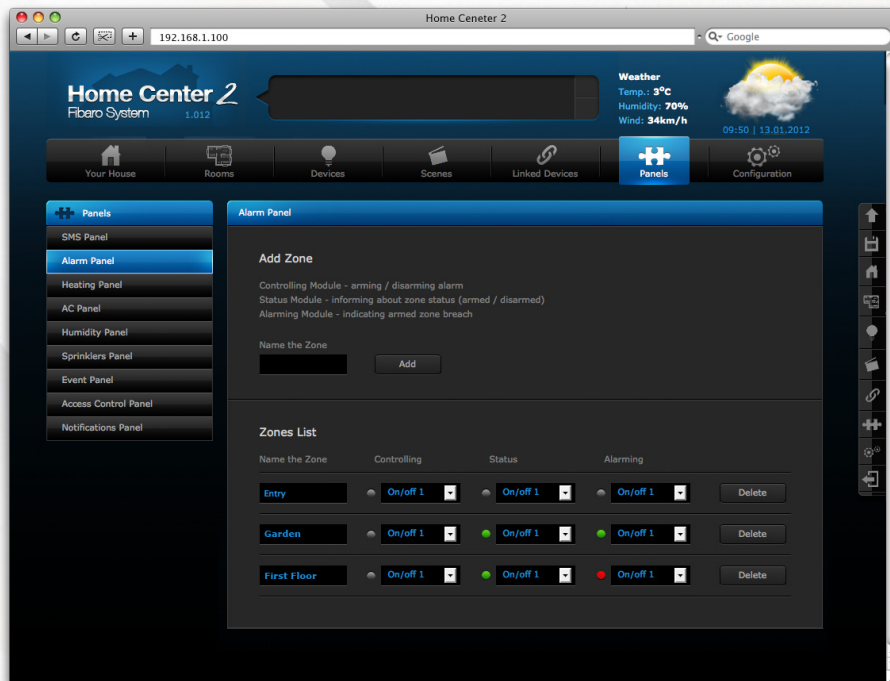 Home Ceneter 2
192.168.1.100
Google
Home Center 2
Fibaro System 1.012
Weather
Temp.: 3°C
Humidity: 70%
Wind: 34km/h
09:50 | 13.01.2012
Your House Rooms Devices Scenes Linked Devices Panels Configuration
Panels
SMS Panel
Alarm Panel
Heating Panel
AC Panel
Humidity Panel
Sprinklers Panel
Event Panel
Access Control Panel
Notifications Panel
Alarm Panel
Add Zone
Controlling Module - arming / disarming alarm
Status Module - informing about zone status (armed / disarmed)
Alarming Module - indicating armed zone breach
Name the Zone
Add
Zones List
Name the Zone Controlling Status Alarming
Entry On/off 1 On/off 1 On/off 1 Delete
Garden On/off 1 On/off 1 On/off 1 Delete
First Floor On/off 1 On/off 1 On/off 1 Delete